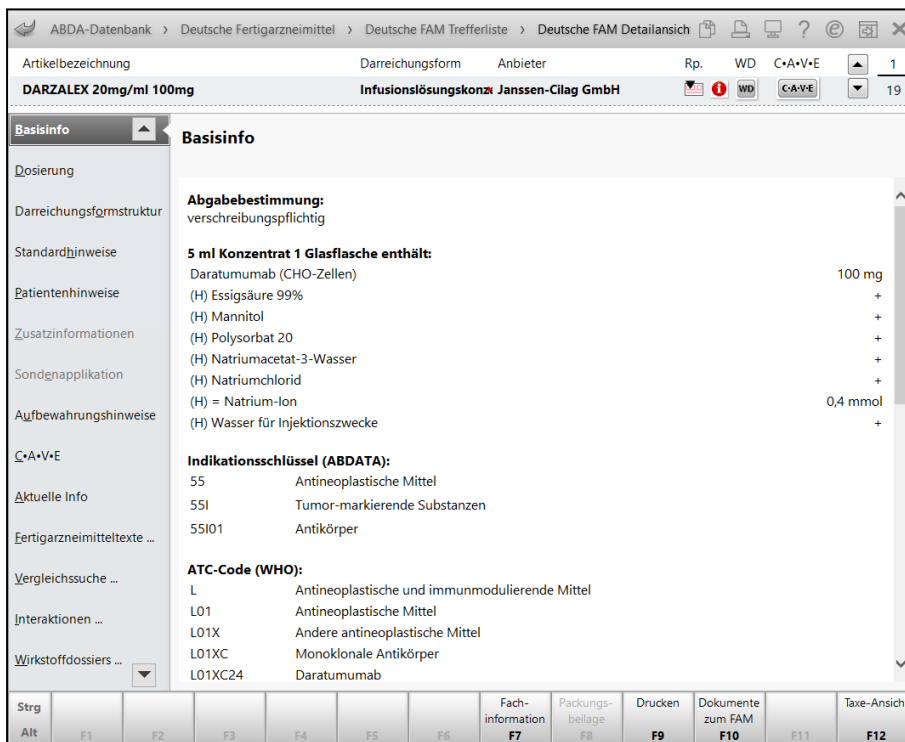 ABDA-Datenbank > Deutsche Fertigarzneimittel > Deutsche FAM Trefferliste > Deutsche FAM Detailansich
Artikelbezeichnung Darreichungsform Anbieter Rp. WD C•A•V•E 1
DARZALEX 20mg/ml 100mg Infusionslösungskonz Janssen-Cilag GmbH WD C•A•V•E 19
Basisinfo
Dosierung
Darreichungsformstruktur
Standardhinweise
Patientenhinweise
Zusatzinformationen
Sondenapplikation
Aufbewahrungshinweise
C•A•V•E
Aktuelle Info
Fertigarzneimitteltexte ...
Vergleichssuche ...
Interaktionen ...
Wirkstoffdossiers ...
Basisinfo
Abgabebestimmung:
verschreibungspflichtig
5 ml Konzentrat 1 Glasflasche enthält:
Daratumumab (CHO-Zellen) 100 mg
(H) Essigsäure 99% +
(H) Mannitol +
(H) Polysorbat 20 +
(H) Natriumacetat-3-Wasser +
(H) Natriumchlorid +
(H) = Natrium-Ion 0,4 mmol
(H) Wasser für Injektionszwecke +
Indikationsschlüssel (ABDATA):
55 Antineoplastische Mittel
55I Tumor-markierende Substanzen
55I01 Antikörper
ATC-Code (WHO):
L Antineoplastische und immunmodulierende Mittel
L01 Antineoplastische Mittel
L01X Andere antineoplastische Mittel
L01XC Monoklonale Antikörper
L01XC24 Daratumumab
Strg Fach- Packungs- Drucken Dokumente Taxe-Ansich
information beilage zum FAM
Alt F1 F2 F3 F4 F5 F6 F7 F8 F9 F10 F11 F12